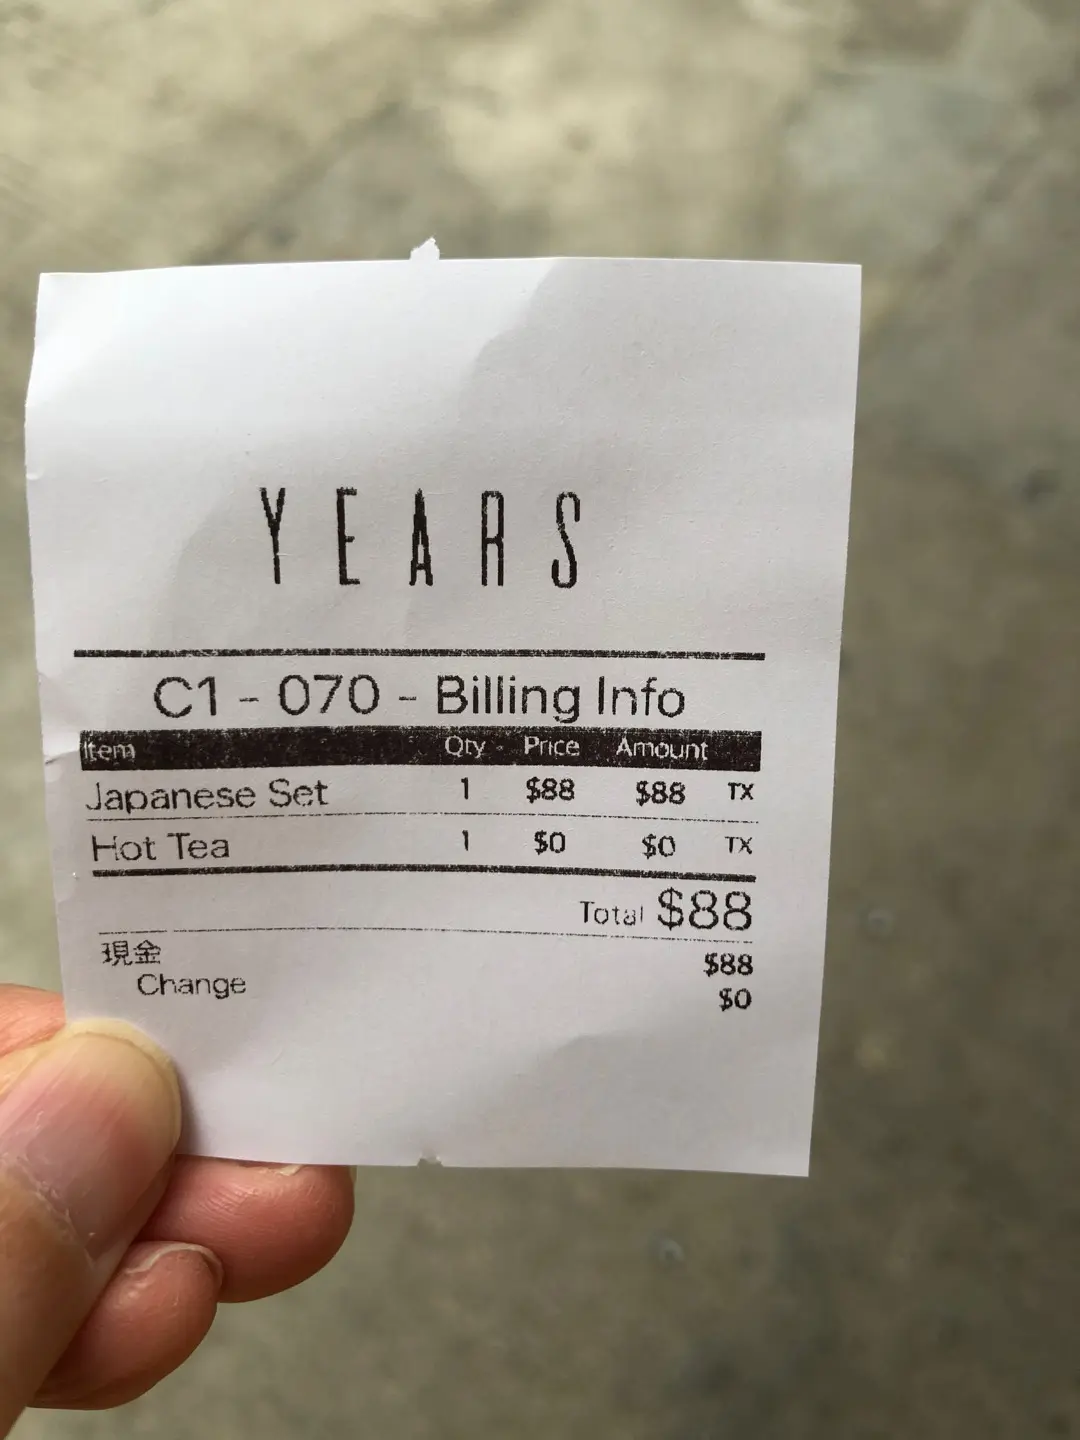 YEARS
C1 - 070 - Billing Info
Item Qty Price Amount
Japanese Set 1 $88 $88 TX
Hot Tea 1 $0 $0 TX
Total $88
現金 $88
Change $0